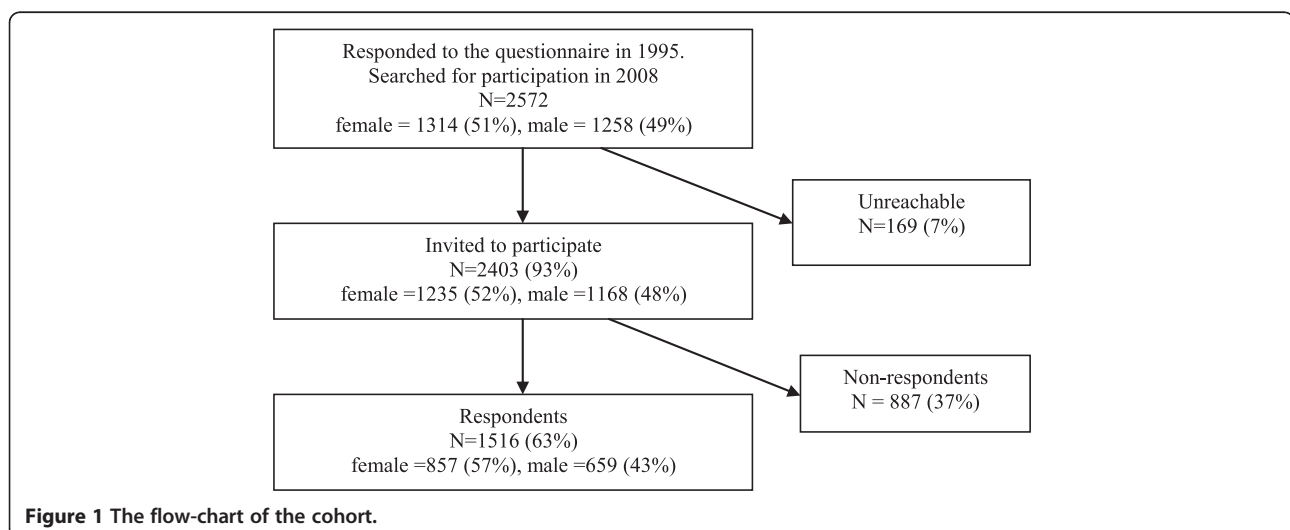 Responded to the questionnaire in 1995.
Searched for participation in 2008
N=2572
female = 1314 (51%), male = 1258 (49%)
Unreachable
N=169 (7%)
Invited to participate
N=2403 (93%)
female =1235 (52%), male =1168 (48%)
Non-respondents
N = 887 (37%)
Respondents
N=1516 (63%)
female =857 (57%), male =659 (43%)
Figure 1 The flow-chart of the cohort.